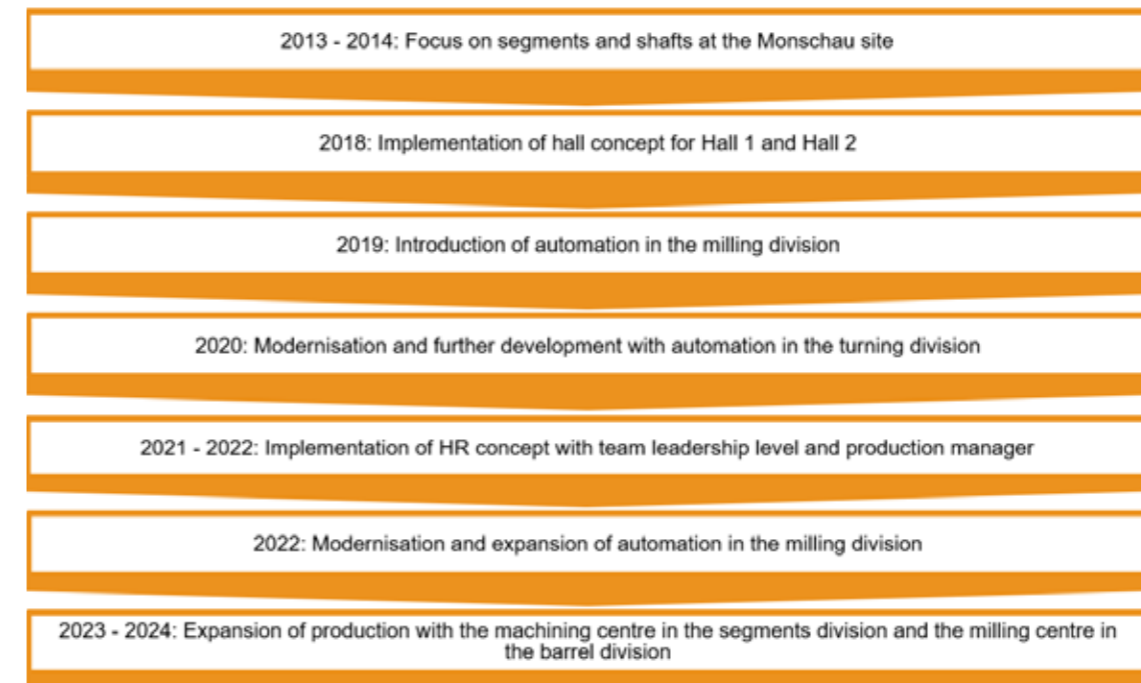 2013 - 2014: Focus on segments and shafts at the Monschau site
2018: Implementation of hall concept for Hall 1 and Hall 2
2019: Introduction of automation in the milling division
2020: Modernisation and further development with automation in the turning division
2021 - 2022: Implementation of HR concept with team leadership level and production manager
2022: Modernisation and expansion of automation in the milling division
2023 - 2024: Expansion of production with the machining centre in the segments division and the milling centre in
the barrel division